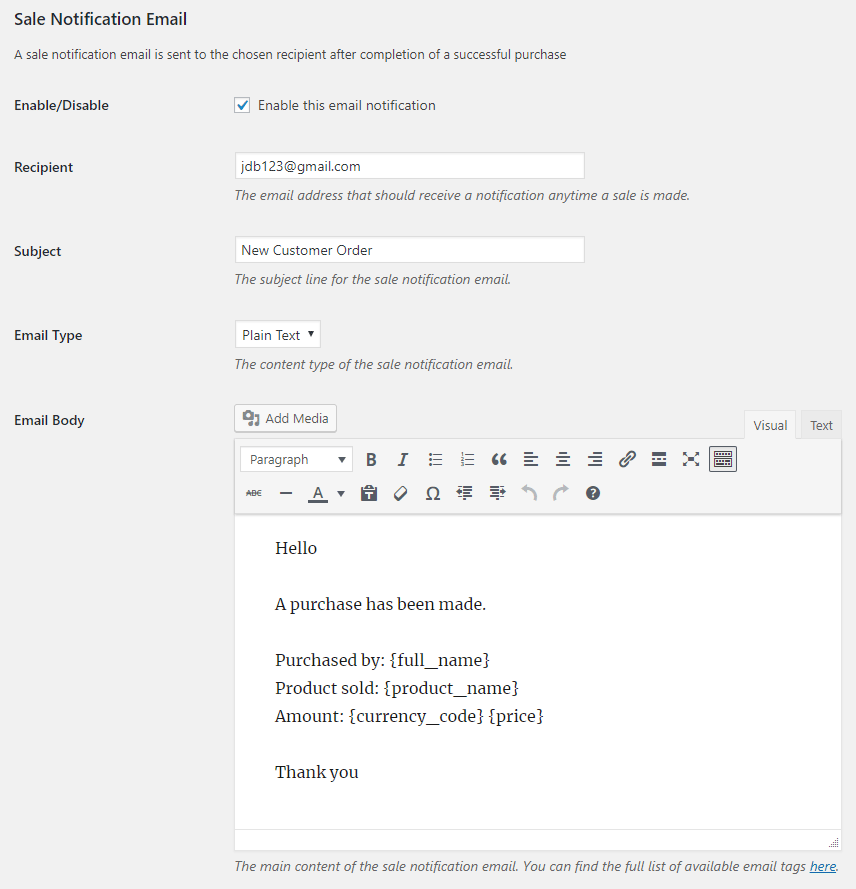 Sale Notification Email
A sale notification email is sent to the chosen recipient after completion of a successful purchase
Enable/Disable
Enable this email notification
Recipient
jdb123@gmail.com
The email address that should receive a notification anytime a sale is made.
Subject
New Customer Order
The subject line for the sale notification email.
Email Type
Plain Text
The content type of the sale notification email.
Email Body
Add Media
Visual
Text
Paragraph
B
I
ABC
A
T
Ω
Hello
A purchase has been made.
Purchased by: {full_name}
Product sold: {product_name}
Amount: {currency_code} {price}
Thank you
The main content of the sale notification email. You can find the full list of available email tags here.